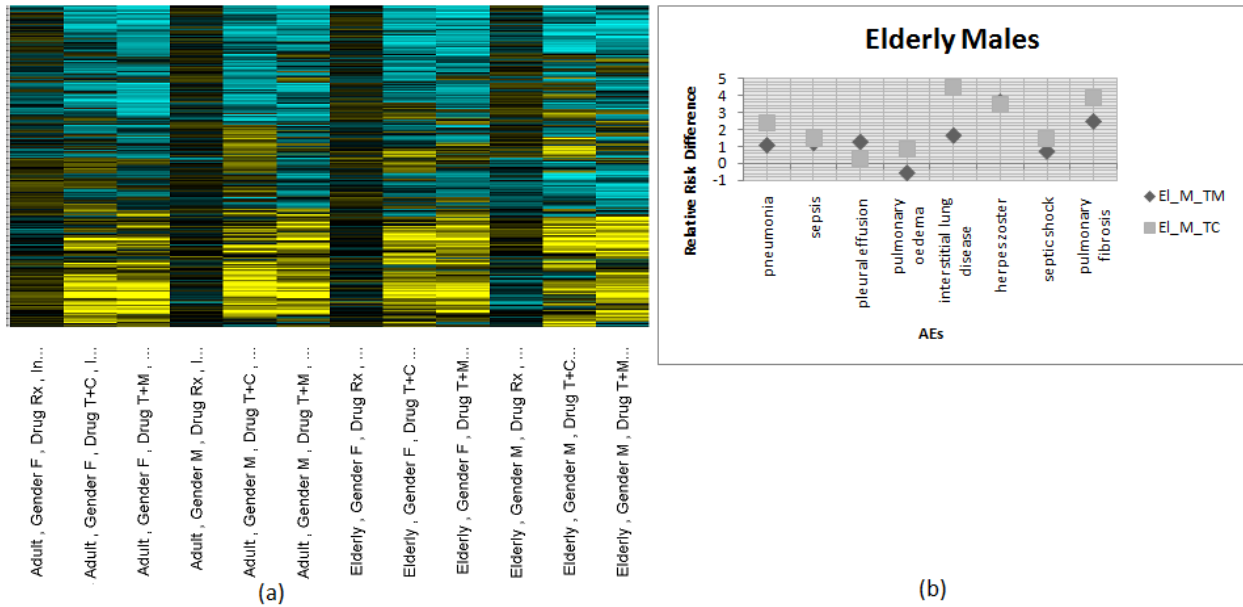 Adult , Gender F , Drug Rx , In...
Adult , Gender F , Drug T+C , I...
Adult , Gender F , Drug T+M , ...
Adult , Gender M , Drug Rx , I...
Adult , Gender M , Drug T+C , ...
Adult , Gender M , Drug T+M , ...
Elderly , Gender F , Drug Rx , ...
Elderly , Gender F , Drug T+C ...
Elderly , Gender F , Drug T+M...
Elderly , Gender M , Drug Rx , ...
Elderly , Gender M , Drug T+C...
Elderly , Gender M , Drug T+M...
(a)
Elderly Males
Relative Risk Difference
5
4
3
2
1
0
-1
pneumonia
sepsis
pleural effusion
pulmonary
oedema
interstitial lung
disease
herpes zoster
septic shock
pulmonary
fibrosis
AEs
El_M_TM
El_M_TC
(b)